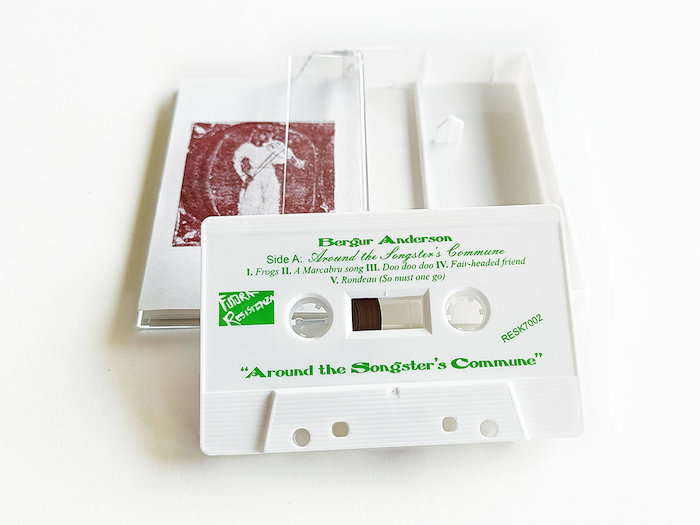 Bergur Anderson
Side A: Around the Songster's Commune
I. Frogs II. A Marcabru song III. Doo doo doo IV. Fair-headed friend
V. Rondeau (So must one go)
FUTURA
RESISTENZA
RESK7002
"Around the Songster's Commune"